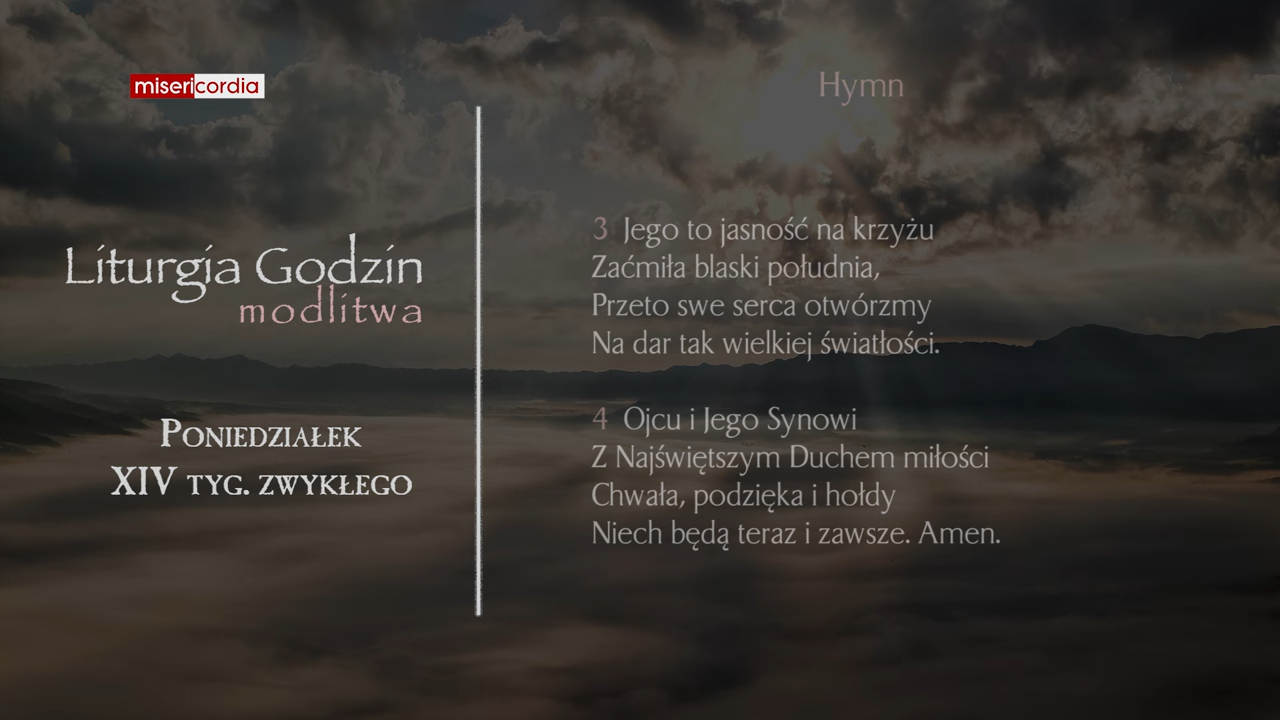 misericordia
Liturgia Godzin
modlitwa
Poniedziałek
XIV tyg. zwykłego
Hymn
3 Jego to jasność na krzyżu
Zaćmiła blaski południa,
Przeto swe serca otwórzmy
Na dar tak wielkiej światłości.
4 Ojcu i Jego Synowi
Z Najświętszym Duchem miłości
Chwała, podzięka i hołdy
Niech będą teraz i zawsze. Amen.